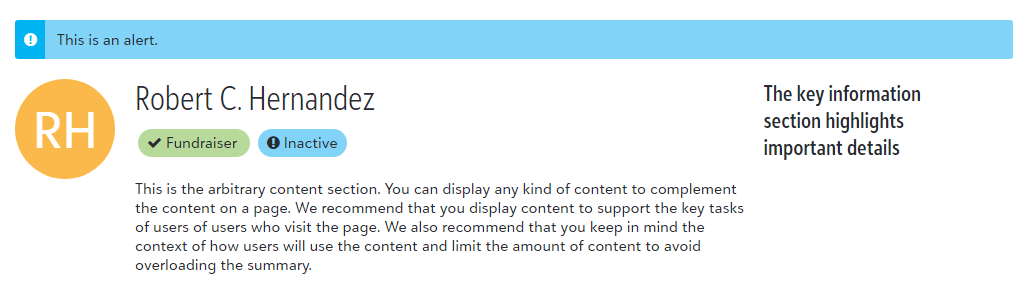 This is an alert.
RH
Robert C. Hernandez
Fundraiser
Inactive
This is the arbitrary content section. You can display any kind of content to complement
the content on a page. We recommend that you display content to support the key tasks
of users of users who visit the page. We also recommend that you keep in mind the
context of how users will use the content and limit the amount of content to avoid
overloading the summary.
The key information
section highlights
important details